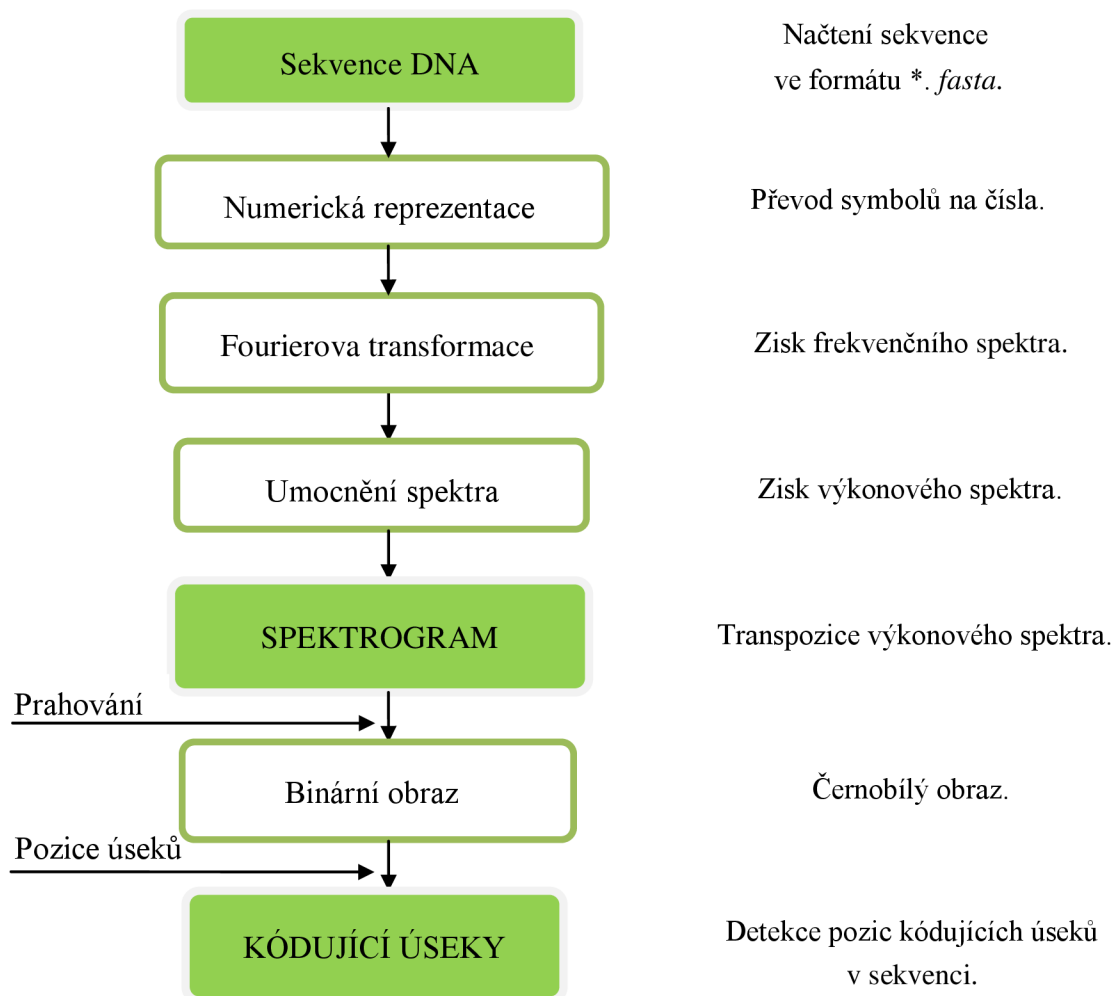 Sekvence DNA
Načtení sekvence
ve formátu *. fasta.
Numerická reprezentace
Převod symbolů na čísla.
Fourierova transformace
Zisk frekvenčního spektra.
Umocnění spektra
Zisk výkonového spektra.
SPEKTROGRAM
Transpozice výkonového spektra.
Prahování
Binární obraz
Černobílý obraz.
Pozice úseků
KÓDUJÍCÍ ÚSEKY
Detekce pozic kódujících úseků
v sekvenci.